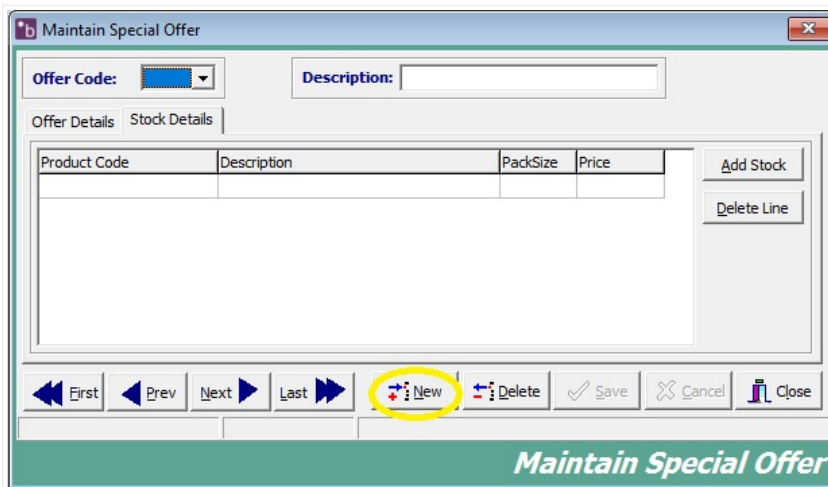 b Maintain Special Offer
Offer Code: Description:
Offer Details Stock Details
Product Code Description PackSize Price
Add Stock
Delete Line
First Prev Next Last New Delete Save Cancel Close
Maintain Special Offer